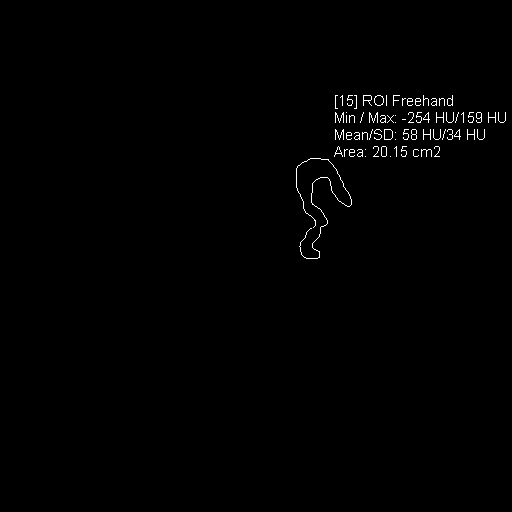 [15] ROI Freehand
Min / Max: -254 HU/159 HU
Mean/SD: 58 HU/34 HU
Area: 20.15 cm2